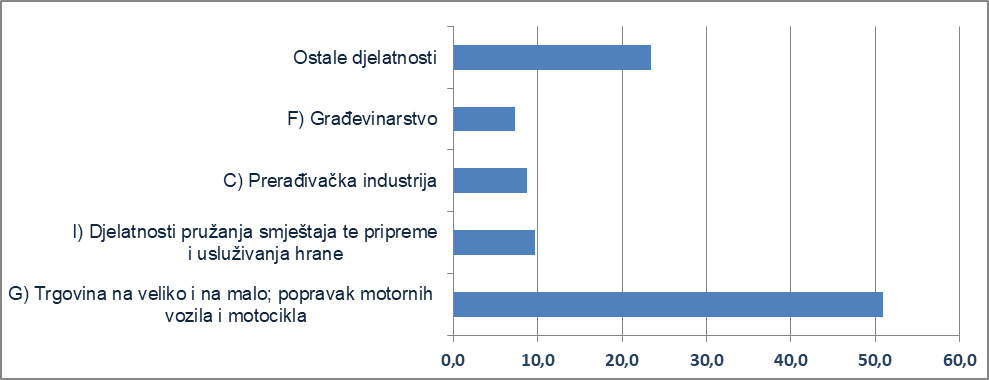 Ostale djelatnosti
F) Građevinarstvo
C) Prerađivačka industrija
I) Djelatnosti pružanja smještaja te pripreme
i usluživanja hrane
G) Trgovina na veliko i na malo; popravak motornih
vozila i motocikla
0,0 10,0 20,0 30,0 40,0 50,0 60,0